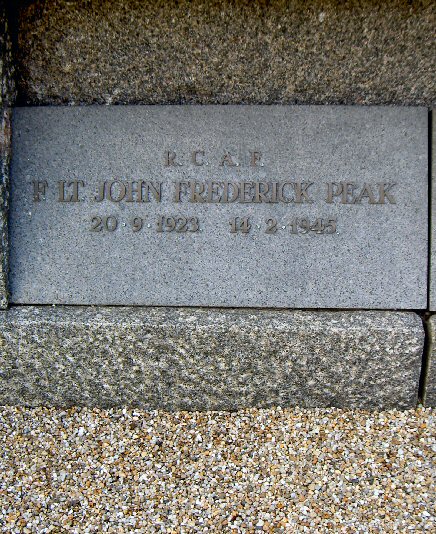 R. C. A. F.
F LT JOHN FREDERICK PEAK
20·9·1923 14·2·1945